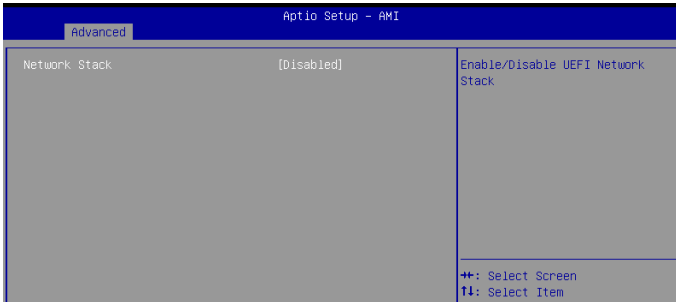 Aptio Setup - AMI
Advanced
Network Stack [Disabled]
Enable/Disable UEFI Network
Stack
→←: Select Screen
↑↓: Select Item